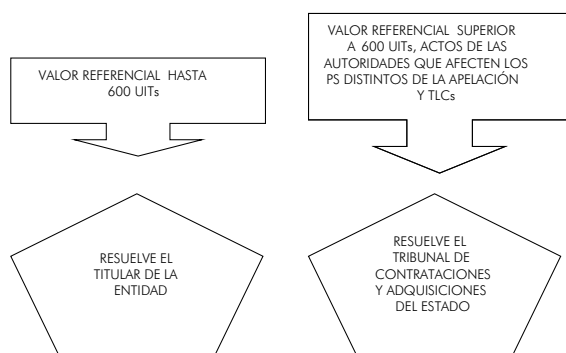 VALOR REFERENCIAL HASTA
600 UITs
VALOR REFERENCIAL SUPERIOR
A 600 UITs, ACTOS DE LAS
AUTORIDADES QUE AFECTEN LOS
PS DISTINTOS DE LA APELACIÓN
Y TLCs
RESUELVE EL
TITULAR DE LA
ENTIDAD
RESUELVE EL
TRIBUNAL DE
CONTRATACIONES
Y ADQUISICIONES
DEL ESTADO